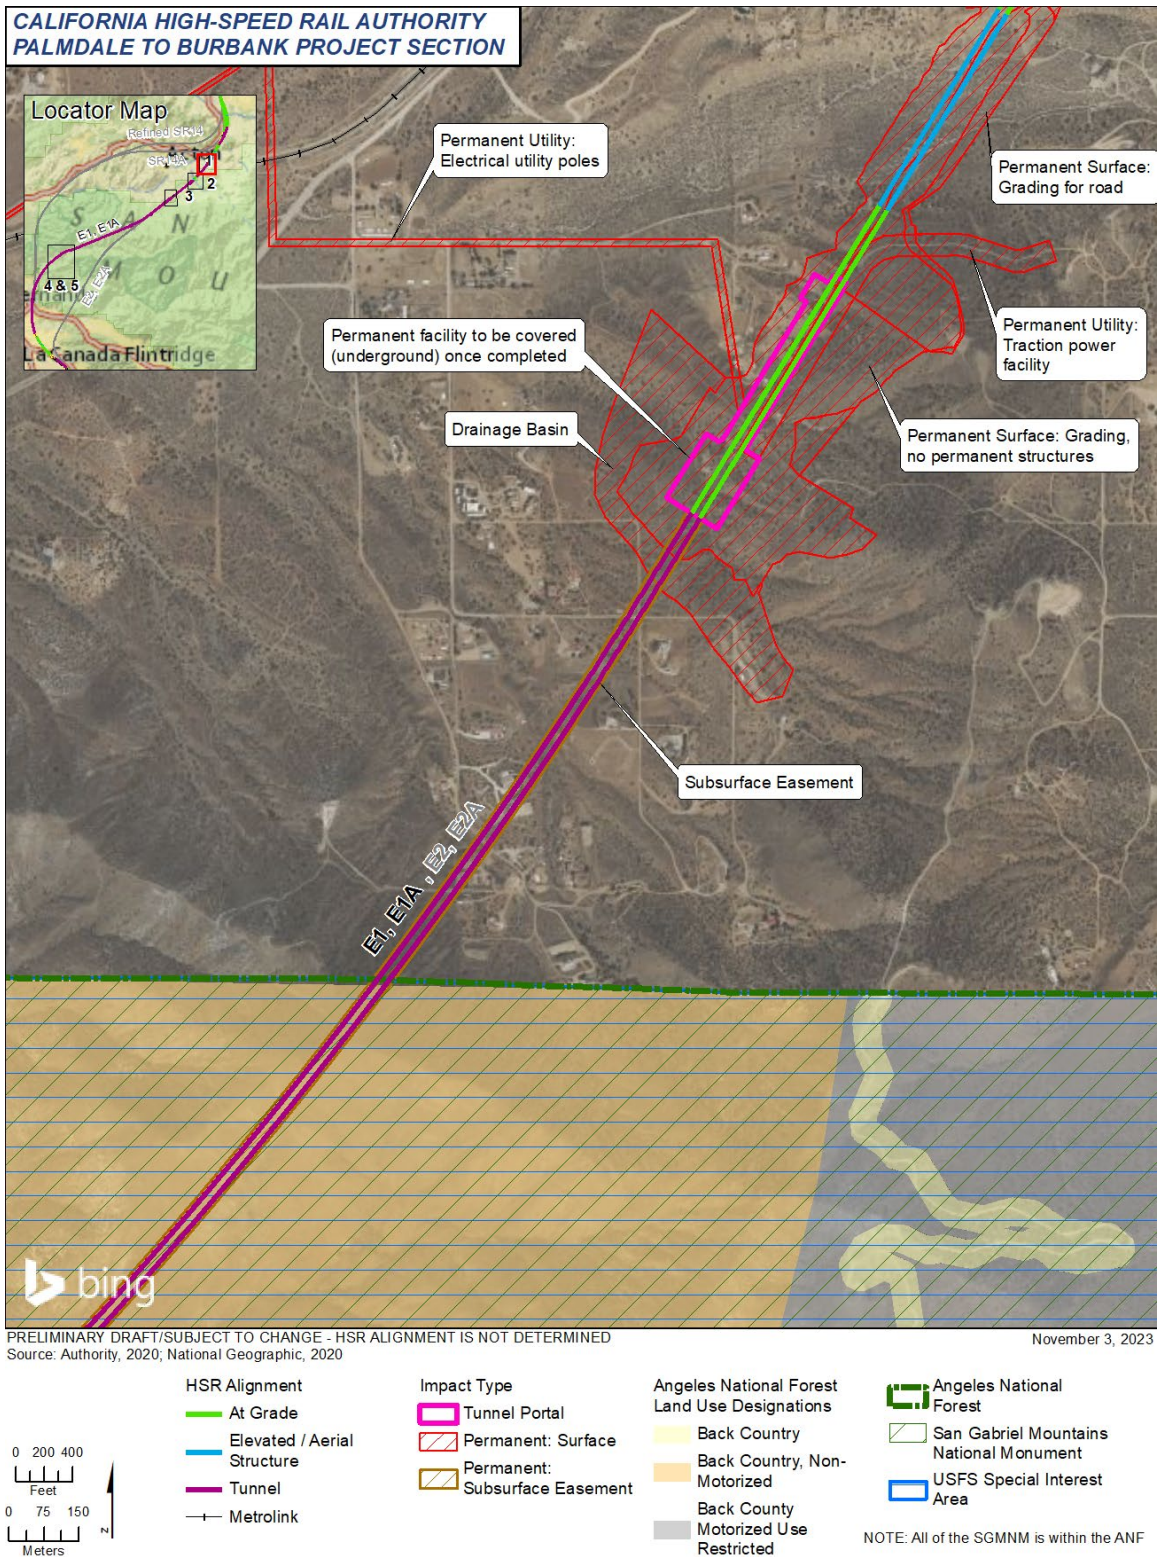 CALIFORNIA HIGH-SPEED RAIL AUTHORITY
PALMDALE TO BURBANK PROJECT SECTION
Locator Map
Refined SR14
SR14A
1
2
3
S A N
E1, E1A
M O U
E2, E2A
4 & 5
La Canada Flintridge
Permanent Utility:
Electrical utility poles
Permanent Surface:
Grading for road
Permanent facility to be covered
(underground) once completed
Permanent Utility:
Traction power
facility
Drainage Basin
Permanent Surface: Grading,
no permanent structures
Subsurface Easement
E1, E1A , E2, E2A
bing
PRELIMINARY DRAFT/SUBJECT TO CHANGE - HSR ALIGNMENT IS NOT DETERMINED
November 3, 2023
Source: Authority, 2020; National Geographic, 2020
HSR Alignment
At Grade
Elevated / Aerial
Structure
Tunnel
Metrolink
Impact Type
Tunnel Portal
Permanent: Surface
Permanent:
Subsurface Easement
Angeles National Forest
Land Use Designations
Back Country
Back Country, Non-
Motorized
Back County
Motorized Use
Restricted
Angeles National
Forest
San Gabriel Mountains
National Monument
USFS Special Interest
Area
NOTE: All of the SGMNM is within the ANF
0 200 400
Feet
0 75 150
Meters
z